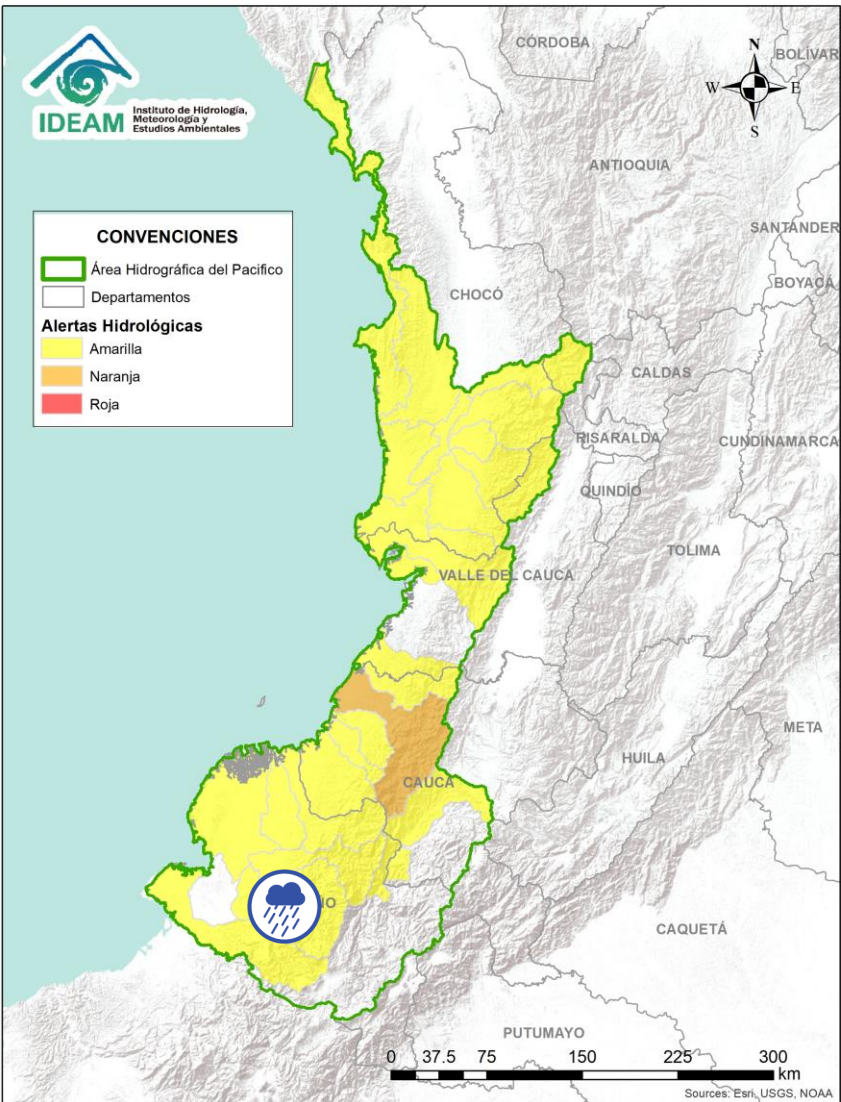 IDEAM
Instituto de Hidrología,
Meteorología y
Estudios Ambientales
CÓRDOBA
BOLÍVAR
N
W
E
S
ANTIOQUIA
SANTANDER
BOYACÁ
CHOCÓ
CONVENCIONES
Área Hidrográfica del Pacifico
Departamentos
Alertas Hidrológicas
Amarilla
Naranja
Roja
CALDAS
RISARALDA
CUNDINAMARCA
QUINDÍO
TOLIMA
VALLE DEL CAUCA
META
HUILA
CAUCA
ÑO
CAQUETÁ
PUTUMAYO
0 37.5 75 150 225 300
km
Sources: Esri, USGS, NOAA